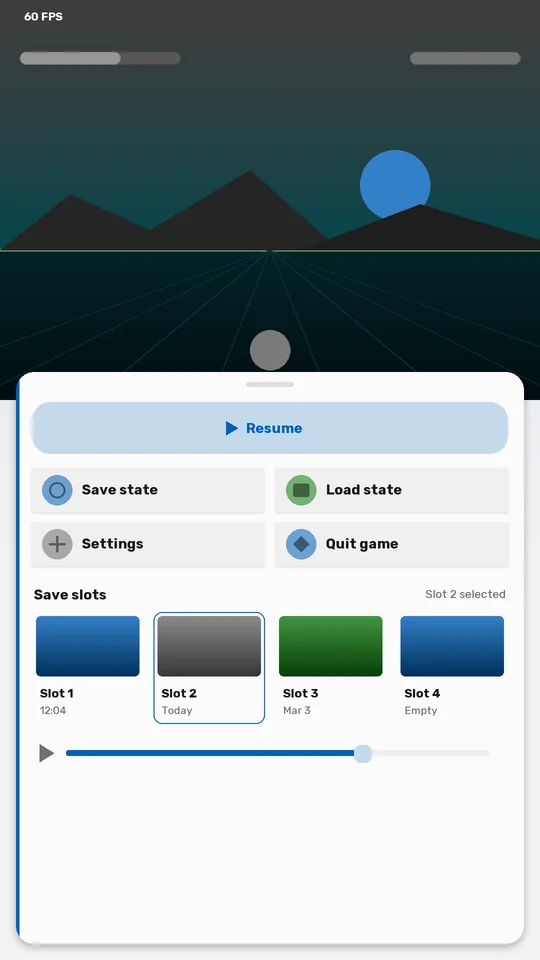 60 FPS
Resume
Save state
Load state
Settings
Quit game
Save slots
Slot 2 selected
Slot 1
12:04
Slot 2
Today
Slot 3
Mar 3
Slot 4
Empty